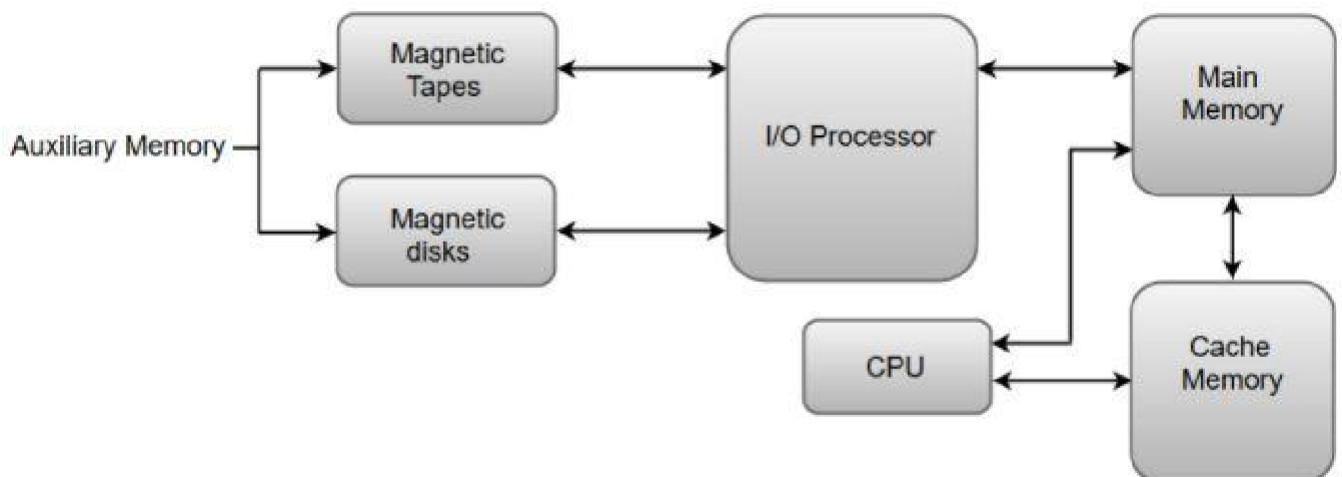 Magnetic
Tapes
Auxiliary Memory
Magnetic
disks
I/O Processor
Main
Memory
CPU
Cache
Memory